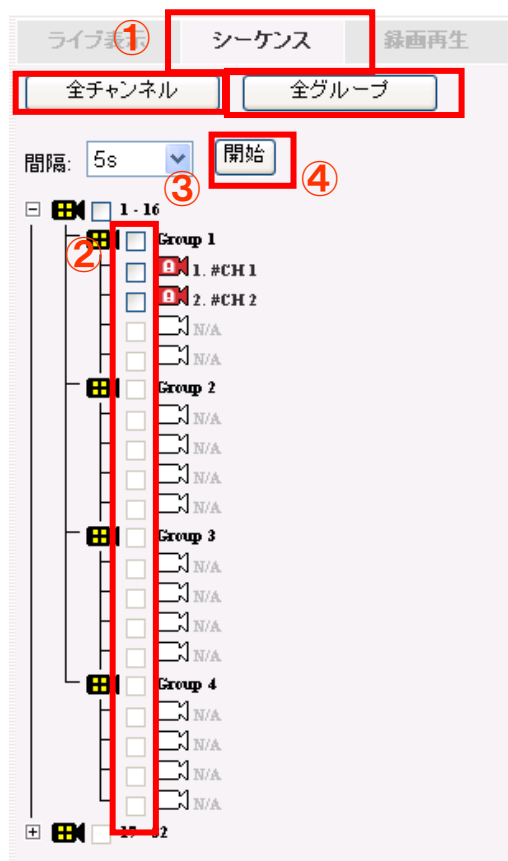 ① ライブ表示 シーケンス 録画再生
全チャンネル 全グループ
間隔: 5s 開始
③ ④
1 - 16
② Group 1
1. #CH 1
2. #CH 2
N/A
N/A
Group 2
N/A
N/A
N/A
N/A
Group 3
N/A
N/A
N/A
N/A
Group 4
N/A
N/A
N/A
N/A
17 - 32